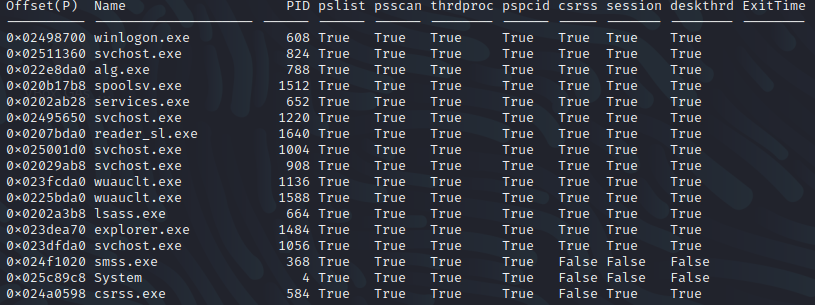 Offset(P)  Name                    PID pslist psscan thrdproc pspcid csrss session deskthrd ExitTime
---------- -------------------- ------ ------ ------ -------- ------ ----- ------- -------- --------
0x02498700 winlogon.exe            608 True   True   True     True   True  True    True
0x02511360 svchost.exe             824 True   True   True     True   True  True    True
0x022e8da0 alg.exe                 788 True   True   True     True   True  True    True
0x020b17b8 spoolsv.exe            1512 True   True   True     True   True  True    True
0x0202ab28 services.exe            652 True   True   True     True   True  True    True
0x02495650 svchost.exe            1220 True   True   True     True   True  True    True
0x0207bda0 reader_sl.exe          1640 True   True   True     True   True  True    True
0x025001d0 svchost.exe            1004 True   True   True     True   True  True    True
0x02029ab8 svchost.exe             908 True   True   True     True   True  True    True
0x023fcda0 wuauclt.exe            1136 True   True   True     True   True  True    True
0x0225bda0 wuauclt.exe            1588 True   True   True     True   True  True    True
0x0202a3b8 lsass.exe               664 True   True   True     True   True  True    True
0x023dea70 explorer.exe           1484 True   True   True     True   True  True    True
0x023dfda0 svchost.exe            1056 True   True   True     True   True  True    True
0x024f1020 smss.exe                368 True   True   True     True   False False   False
0x025c89c8 System                    4 True   True   True     True   False False   False
0x024a0598 csrss.exe               584 True   True   True     True   False True    True